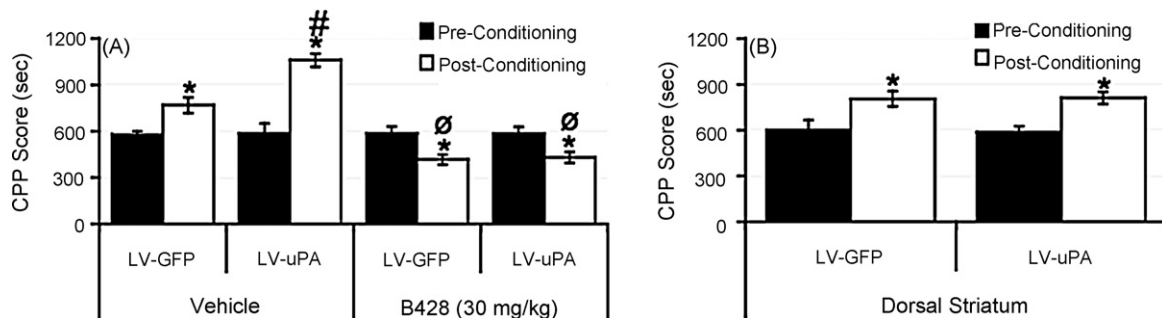 (A)
CPP Score (sec)
1200
900
600
300
0
Pre-Conditioning
Post-Conditioning
*
#
*
Ø
*
Ø
*
LV-GFP LV-uPA LV-GFP LV-uPA
Vehicle B428 (30 mg/kg)
(B)
CPP Score (sec)
1200
900
600
300
0
Pre-Conditioning
Post-Conditioning
* *
LV-GFP LV-uPA
Dorsal Striatum